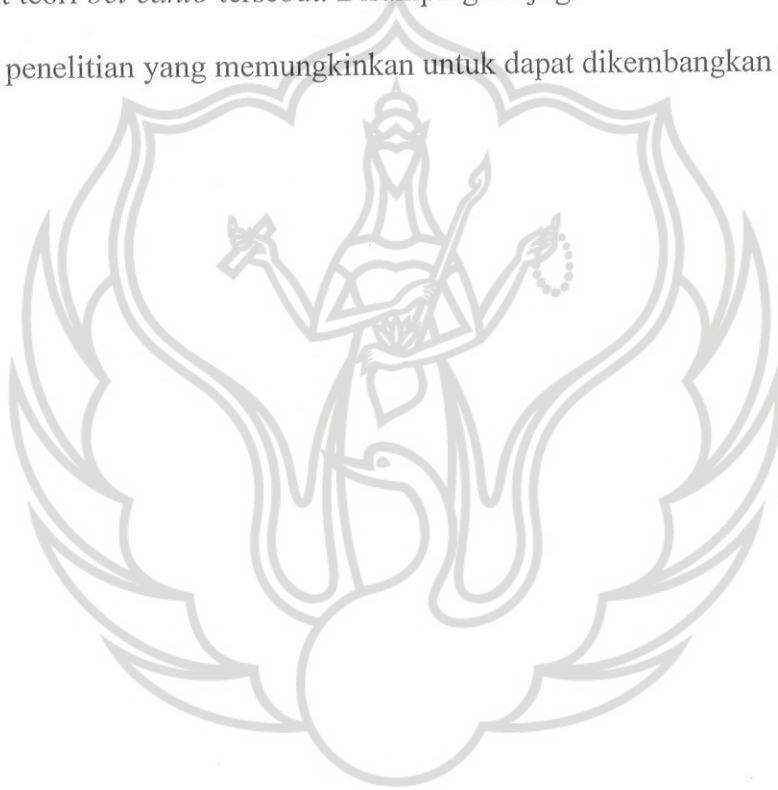 teori bel canto tersebut.
penelitian yang memungkinkan untuk dapat dikembangkan